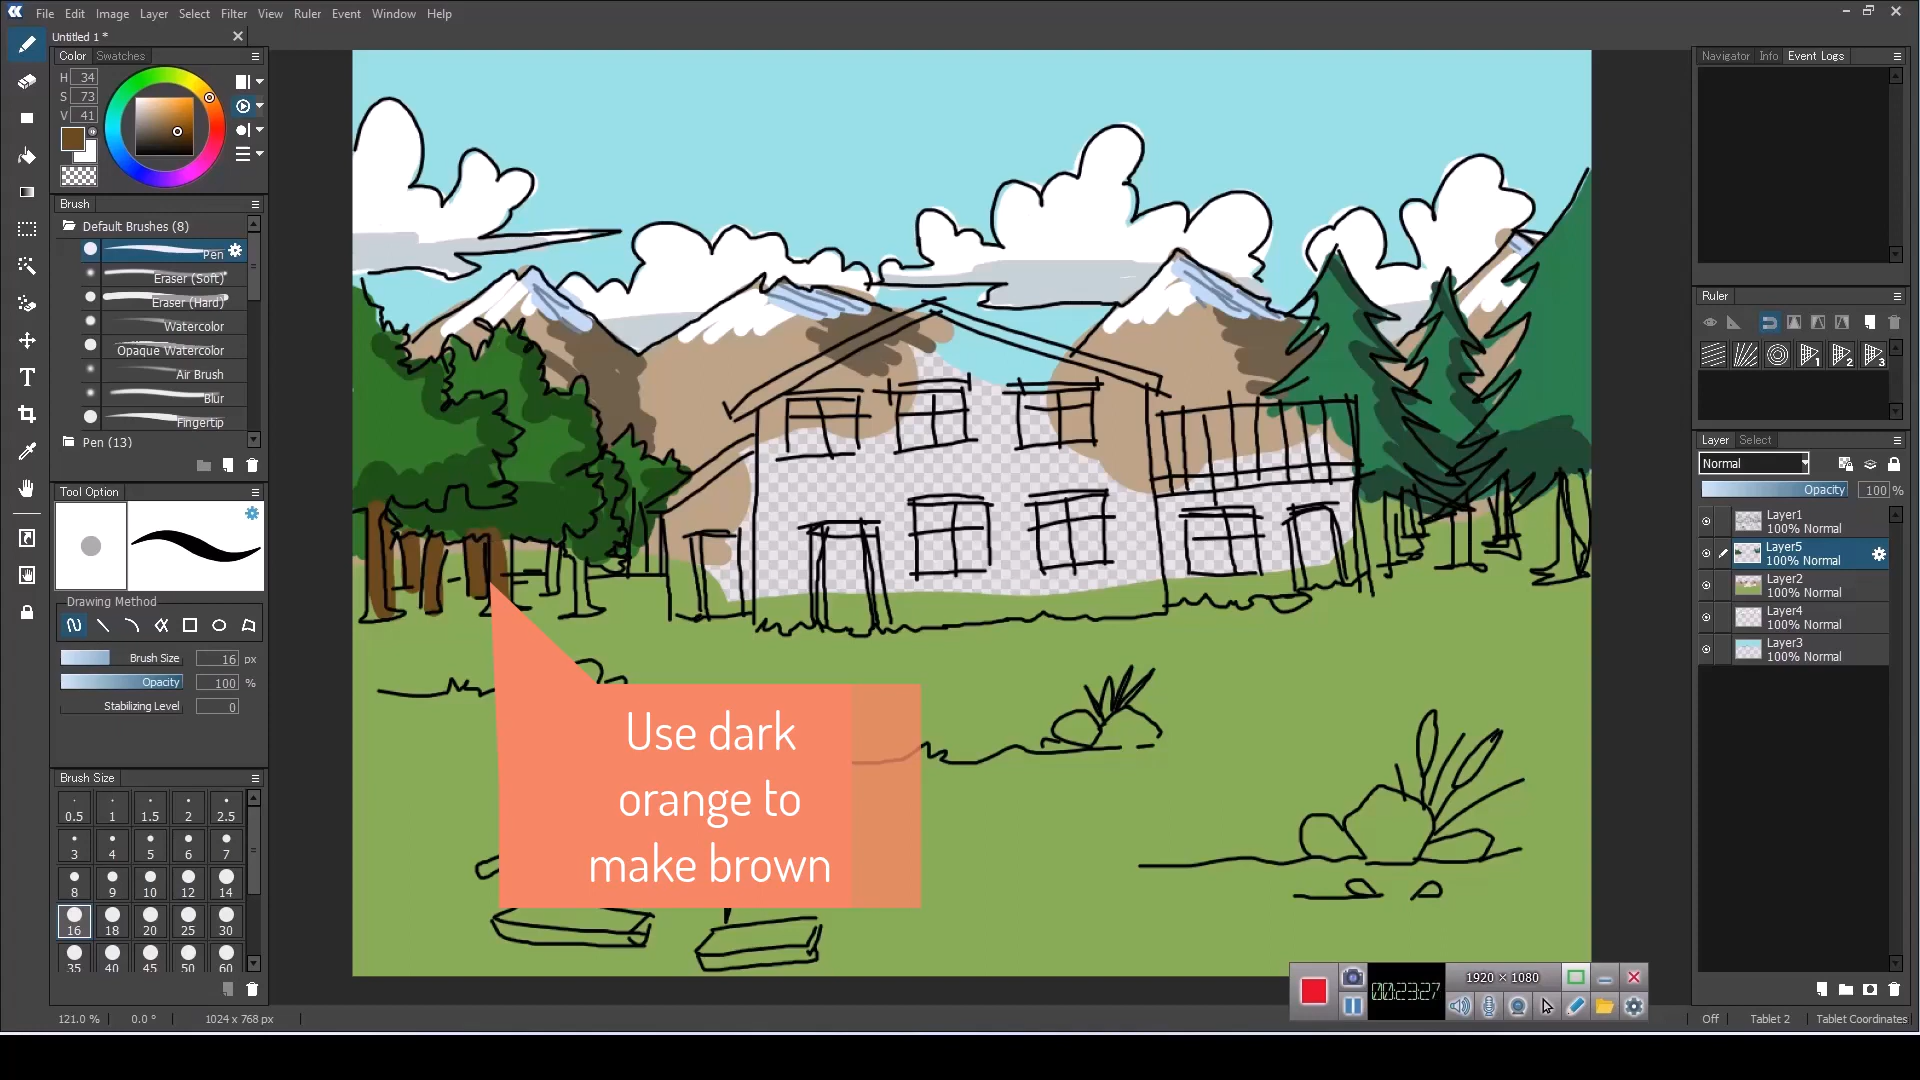 File Edit Image Layer Select Filter View Ruler Event Window Help
Untitled 1 *
Color Swatches
H 34
S 73
V 41
Brush
Default Brushes (8)
Pen
Eraser (Soft)
Eraser (Hard)
Watercolor
Opaque Watercolor
Air Brush
Blur
Fingertip
Pen (13)
Tool Option
Drawing Method
Brush Size 16 px
Opacity 100 %
Stabilizing Level 0
Brush Size
0.5 1 1.5 2 2.5
3 4 5 6 7
8 9 10 12 14
16 18 20 25 30
35 40 45 50 60
121.0 % 0.0 ° 1024 x 768 px
Use dark
orange to
make brown
Navigator Info Event Logs
Ruler
1 2 3
Layer Select
Normal
Opacity 100 %
Layer1
100% Normal
Layer5
100% Normal
Layer2
100% Normal
Layer4
100% Normal
Layer3
100% Normal
1920 × 1080
00:23:27
Off Tablet 2 Tablet Coordinates